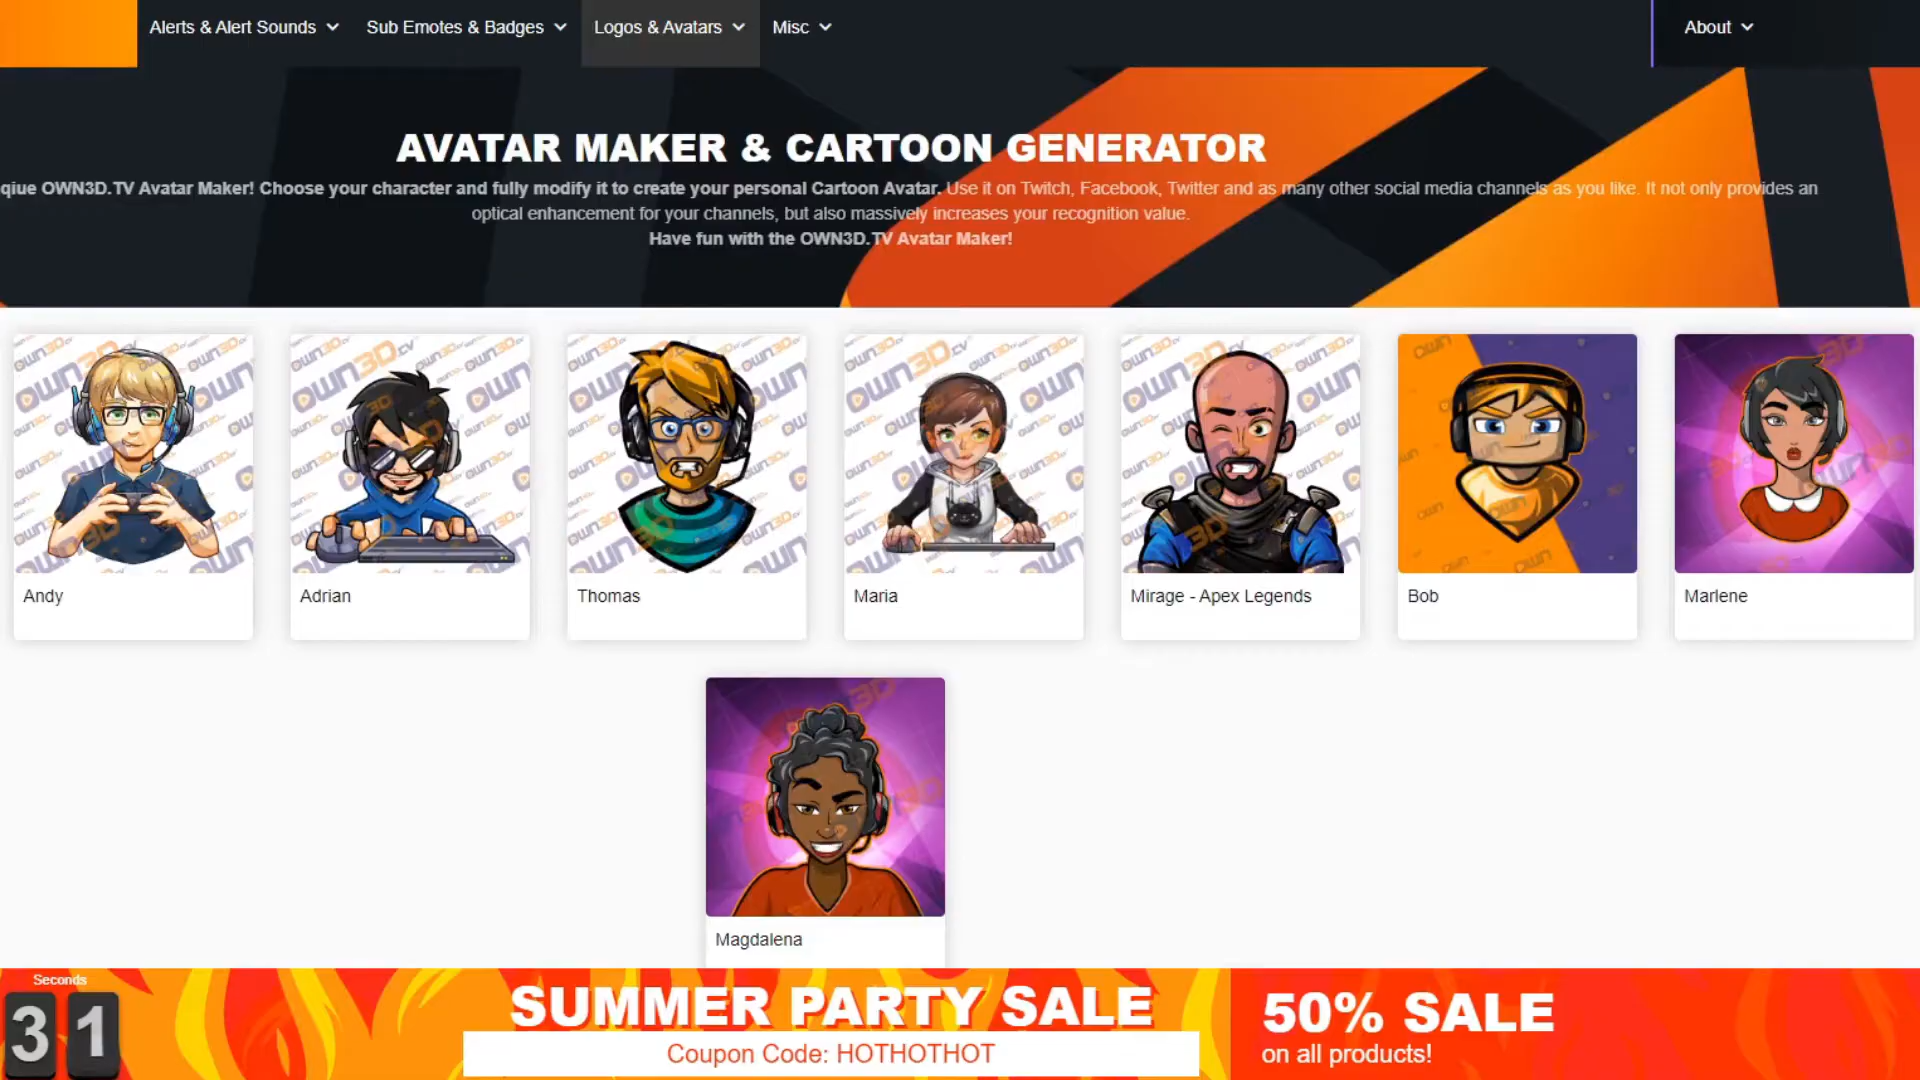 Alerts & Alert Sounds Sub Emotes & Badges Logos & Avatars Misc About
AVATAR MAKER & CARTOON GENERATOR
qiue OWN3D.TV Avatar Maker! Choose your character and fully modify it to create your personal Cartoon Avatar. Use it on Twitch, Facebook, Twitter and as many other social media channels as you like. It not only provides an
optical enhancement for your channels, but also massively increases your recognition value.
Have fun with the OWN3D.TV Avatar Maker!
Andy
Adrian
Thomas
Maria
Mirage - Apex Legends
Bob
Marlene
Magdalena
Seconds
31
SUMMER PARTY SALE
Coupon Code: HOTHOTHOT
50% SALE
on all products!